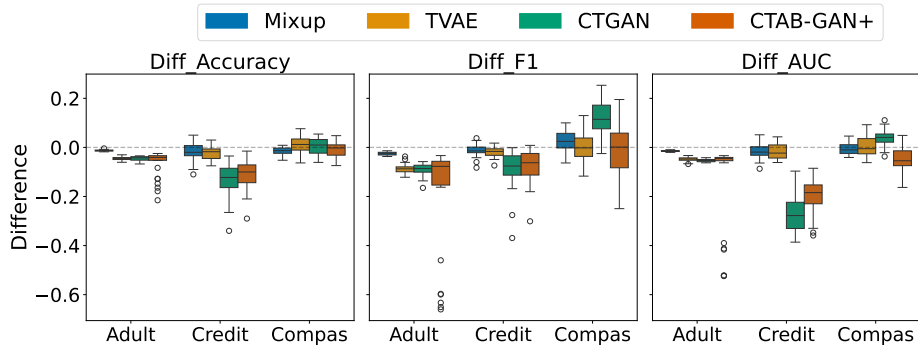 Mixup TVAE CTGAN CTAB-GAN+
Diff_Accuracy Diff_F1 Diff_AUC
Difference
0.2
0.0
−0.2
−0.4
−0.6
Adult Credit Compas Adult Credit Compas Adult Credit Compas